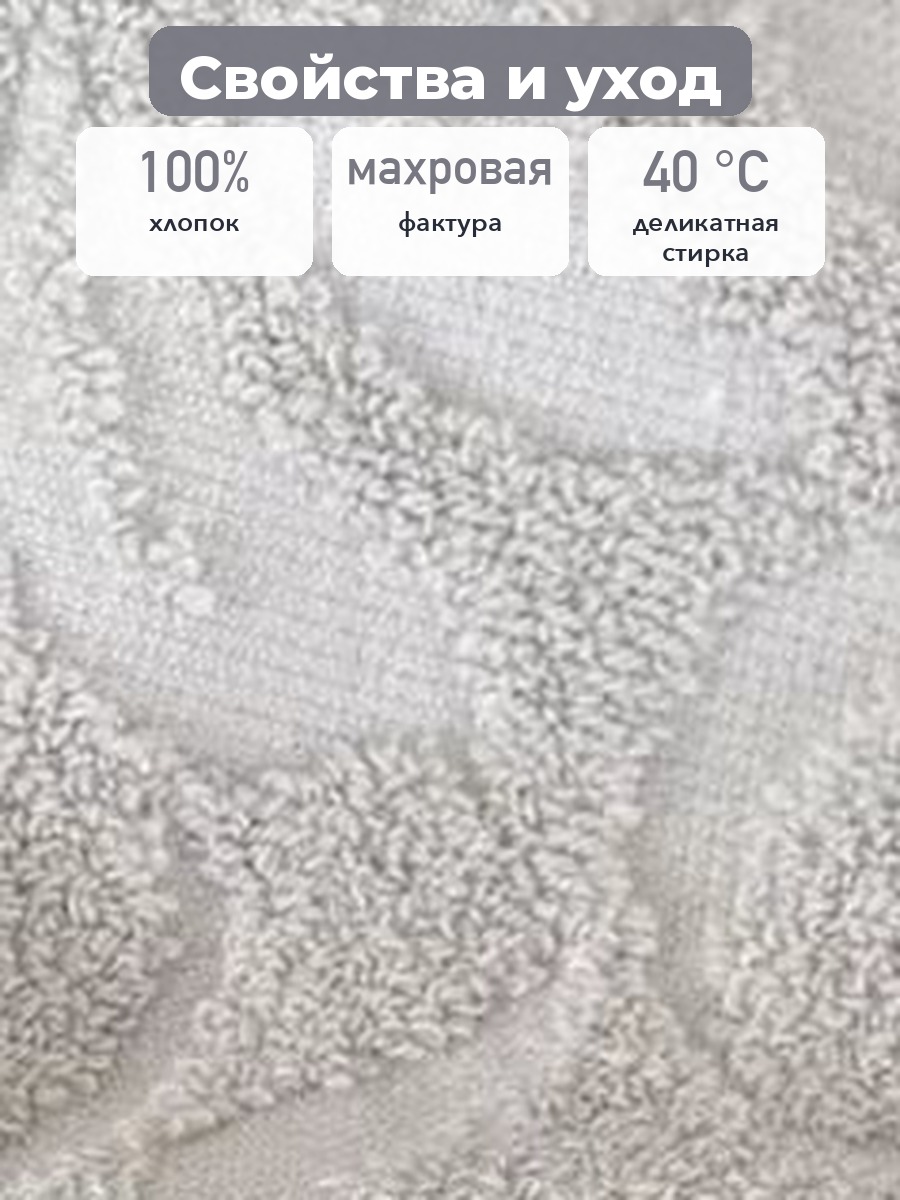 Свойства и уход
100%
хлопок
махровая
фактура
40 °C
деликатная
стирка